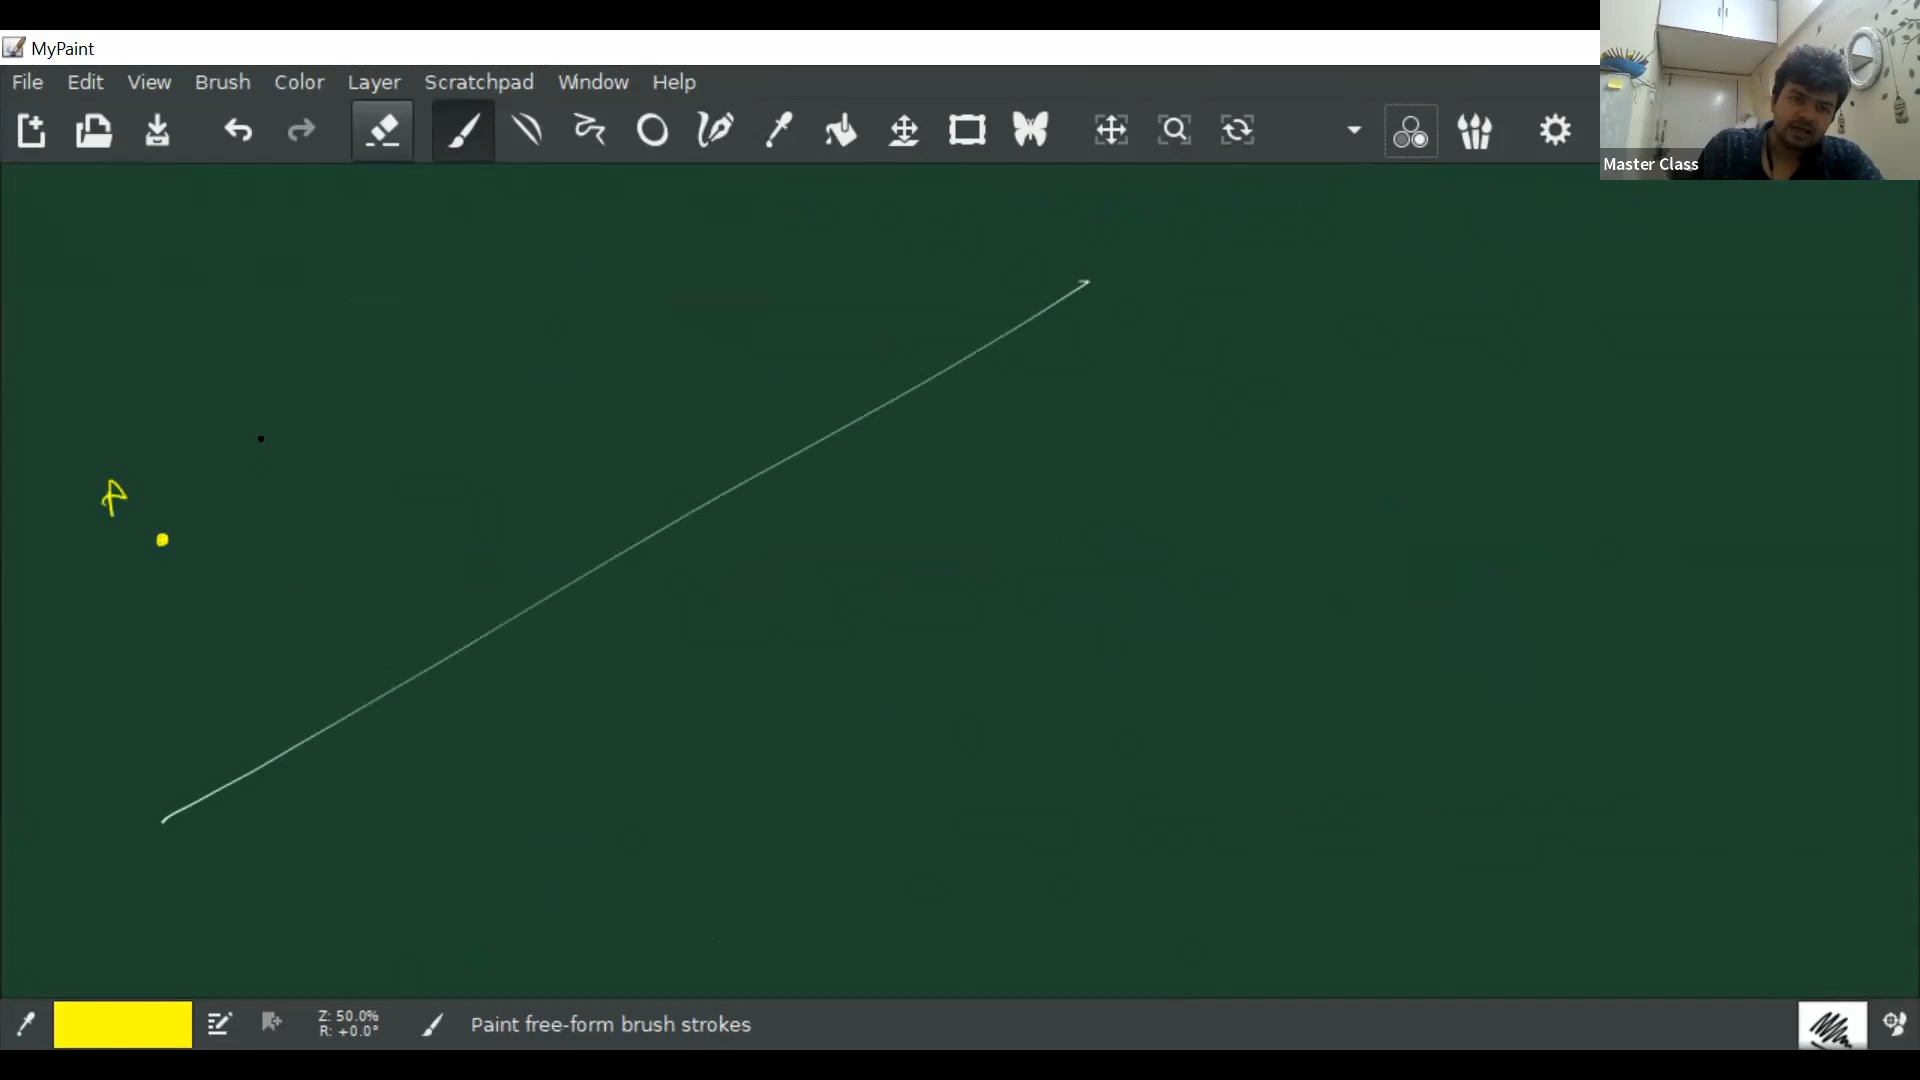 MyPaint
File Edit View Brush Color Layer Scratchpad Window Help
Master Class
A
Z: 50.0%
R: +0.0°
Paint free-form brush strokes